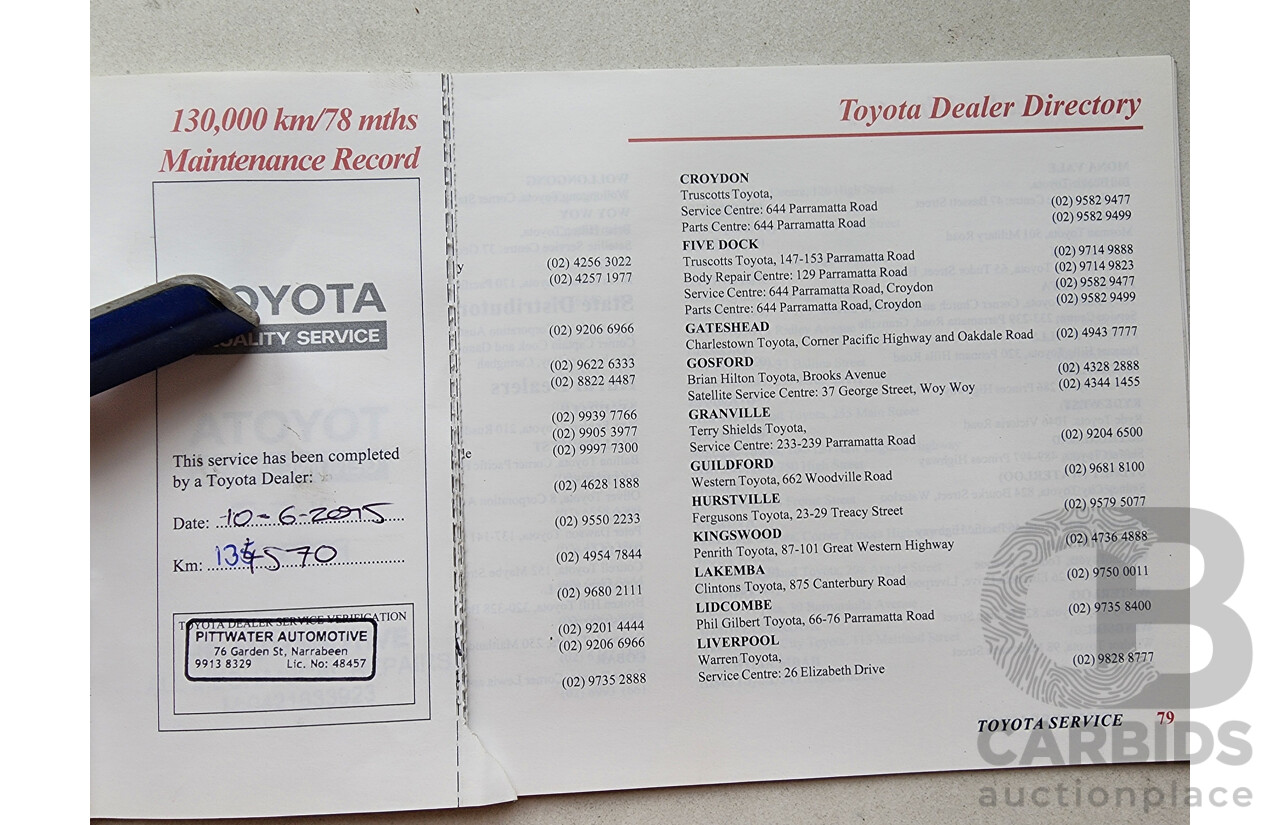 130,000 km/78 mths
Maintenance Record
OYOTA
ALITY SERVICE
This service has been completed
by a Toyota Dealer:
Date: 10-6-2015
Km:
TOYOTA DEALER SERVICE VERIFICATION
PITTWATER AUTOMOTIVE
76 Garden St, Narrabeen
9913 8329 Lic. No: 48457
y (02) 4256 3022
(02) 4257 1977
(02) 9206 6966
(02) 9622 6333
(02) 8822 4487
(02) 9939 7766
(02) 9905 3977
le (02) 9997 7300
(02) 4628 1888
(02) 9550 2233
(02) 4954 7844
(02) 9680 2111
(02) 9201 4444
(02) 9206 6966
(02) 9735 2888
Toyota Dealer Directory
CROYDON
Truscotts Toyota,
Service Centre: 644 Parramatta Road (02) 9582 9477
Parts Centre: 644 Parramatta Road (02) 9582 9499
FIVE DOCK
Truscotts Toyota, 147-153 Parramatta Road (02) 9714 9888
Body Repair Centre: 129 Parramatta Road (02) 9714 9823
Service Centre: 644 Parramatta Road, Croydon (02) 9582 9477
Parts Centre: 644 Parramatta Road, Croydon (02) 9582 9499
GATESHEAD
Charlestown Toyota, Corner Pacific Highway and Oakdale Road (02) 4943 7777
GOSFORD
Brian Hilton Toyota, Brooks Avenue (02) 4328 2888
Satellite Service Centre: 37 George Street, Woy Woy (02) 4344 1455
GRANVILLE
Terry Shields Toyota,
Service Centre: 233-239 Parramatta Road (02) 9204 6500
GUILDFORD
Western Toyota, 662 Woodville Road (02) 9681 8100
HURSTVILLE
Fergusons Toyota, 23-29 Treacy Street (02) 9579 5077
KINGSWOOD
Penrith Toyota, 87-101 Great Western Highway (02) 4736 4888
LAKEMBA
Clintons Toyota, 875 Canterbury Road (02) 9750 0011
LIDCOMBE
Phil Gilbert Toyota, 66-76 Parramatta Road (02) 9735 8400
LIVERPOOL
Warren Toyota,
Service Centre: 26 Elizabeth Drive (02) 9828 8777
TOYOTA SERVICE 79
CARBIDS
auctionplace